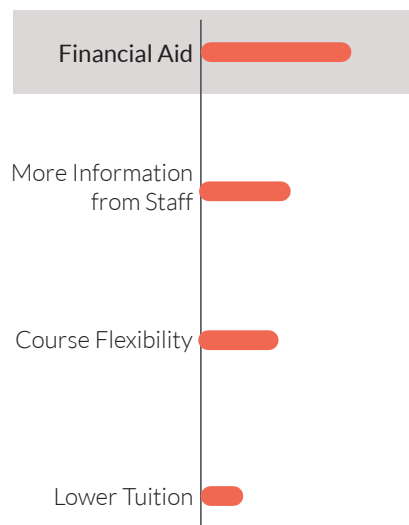 Financial Aid
More Information
from Staff
Course Flexibility
Lower Tuition